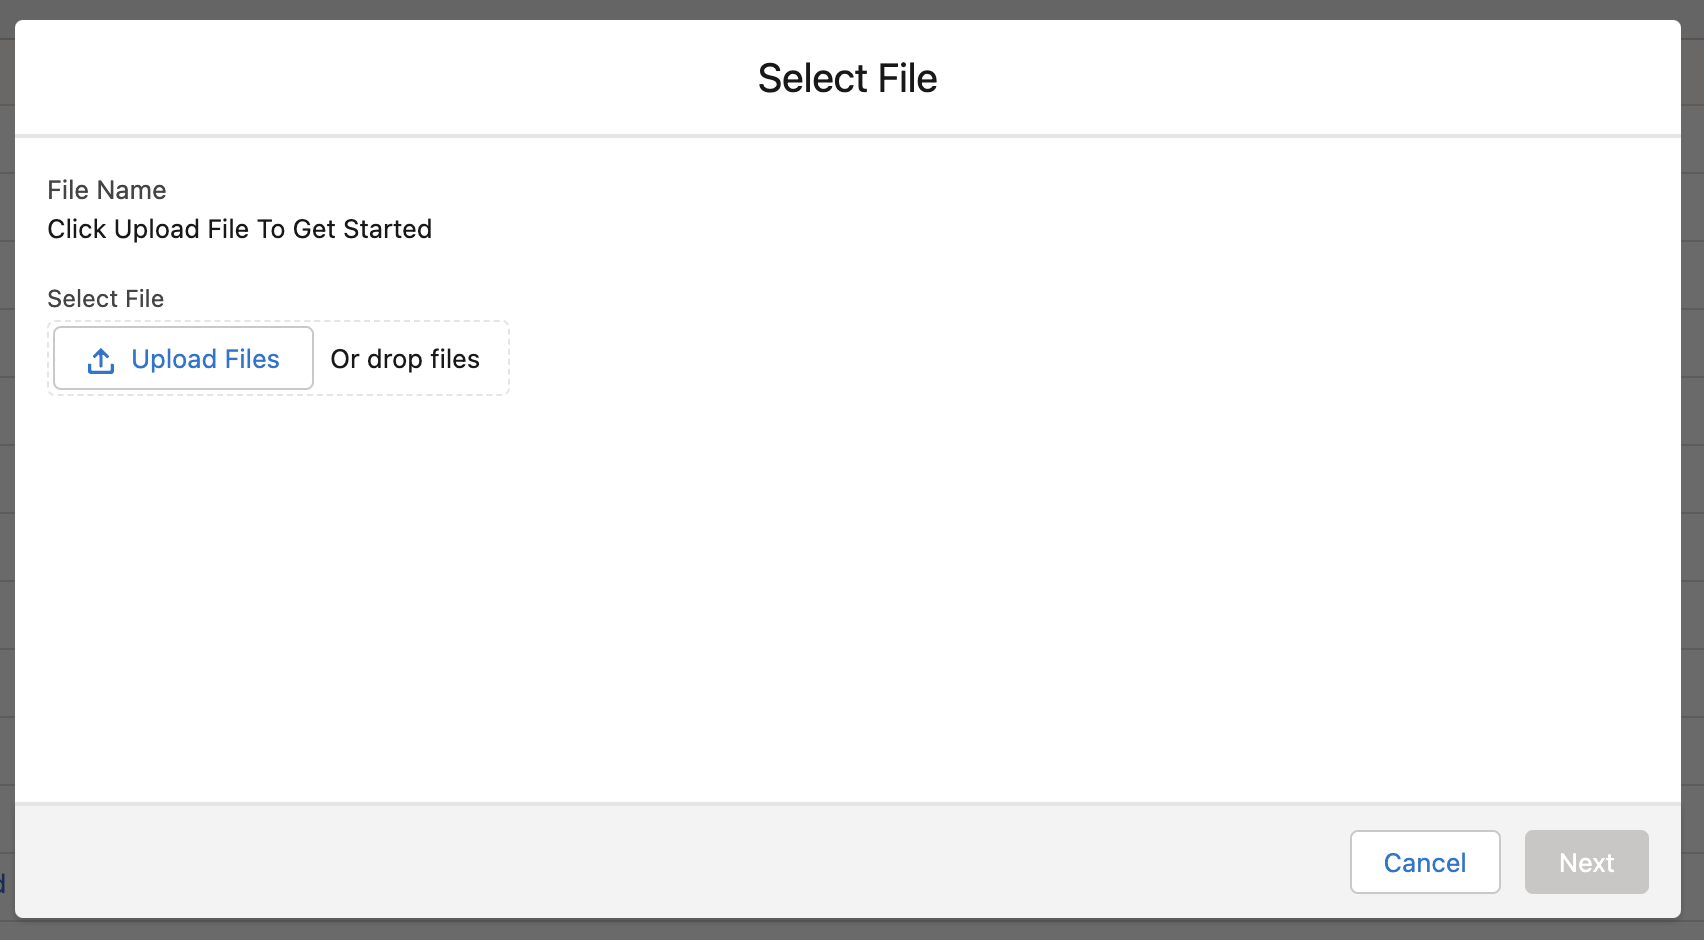 Select File
File Name
Click Upload File To Get Started
Select File
Upload Files Or drop files
Cancel Next